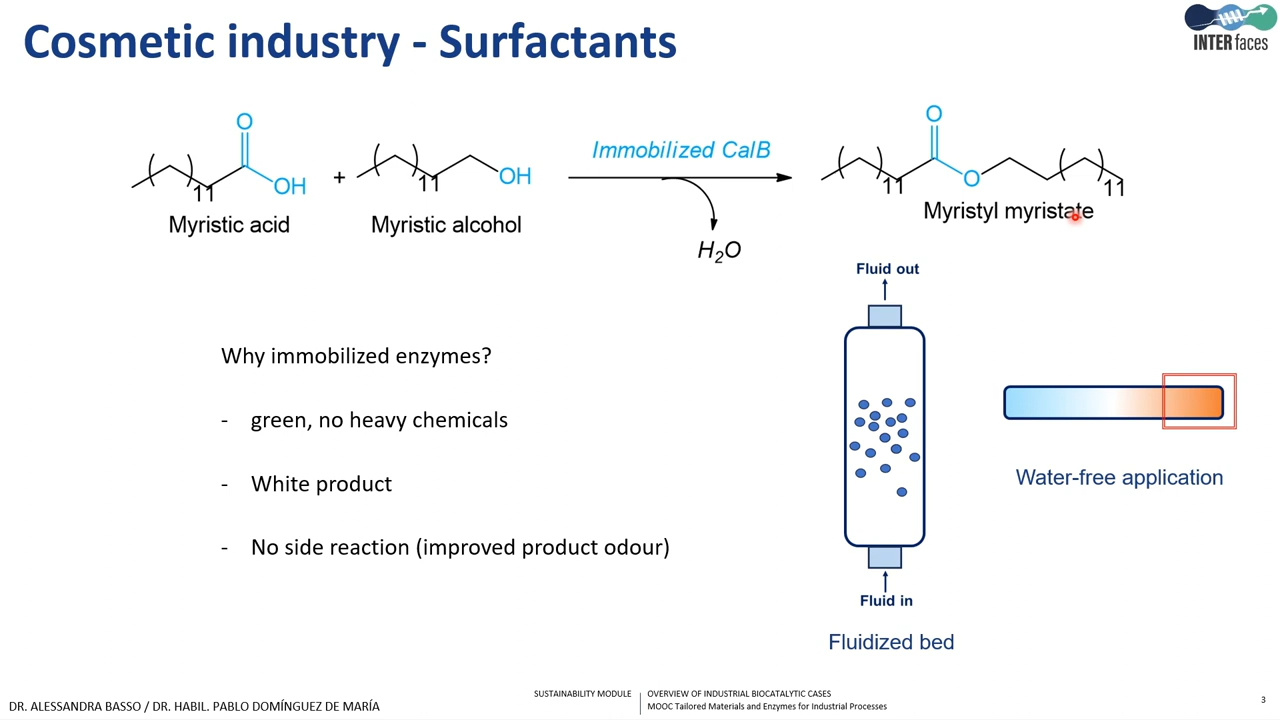 Cosmetic industry - Surfactants
INTERfaces
O
OH
11
Myristic acid
+
OH
11
Myristic alcohol
Immobilized CalB
H₂O
O
O
11
11
Myristyl myristate
Why immobilized enzymes?
- green, no heavy chemicals
- White product
- No side reaction (improved product odour)
Fluid out
Fluid in
Fluidized bed
Water-free application
DR. ALESSANDRA BASSO / DR. HABIL. PABLO DOMÍNGUEZ DE MARÍA
SUSTAINABILITY MODULE
OVERVIEW OF INDUSTRIAL BIOCATALYTIC CASES
MOOC Tailored Materials and Enzymes for Industrial Processes
3